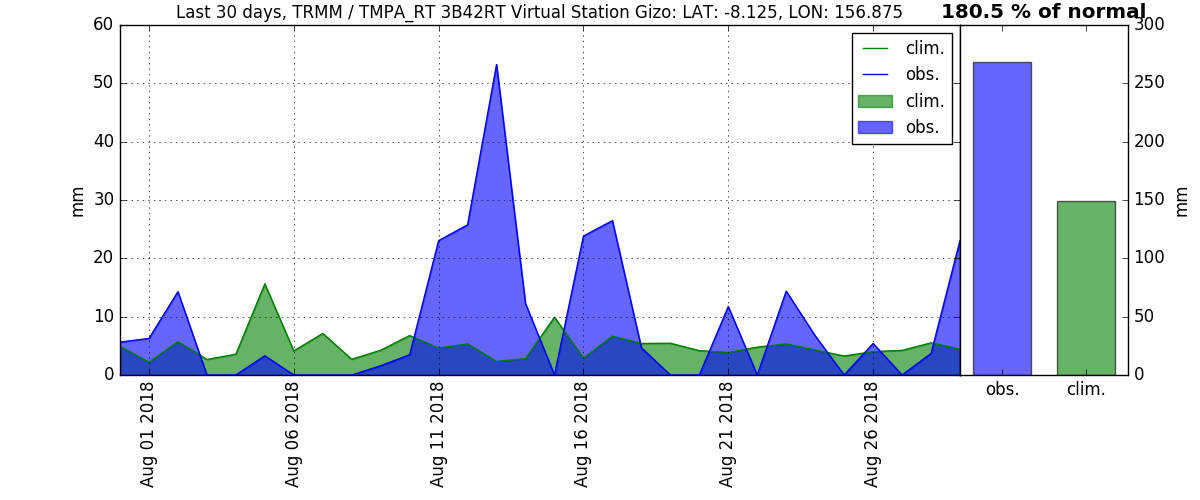 Last 30 days, TRMM / TMPA_RT 3B42RT Virtual Station Gizo: LAT: -8.125, LON: 156.875
180.5 % of normal
mm
60
50
40
30
20
10
0
clim.
obs.
clim.
obs.
Aug 01 2018
Aug 06 2018
Aug 11 2018
Aug 16 2018
Aug 21 2018
Aug 26 2018
obs.
clim.
300
250
200
150
100
50
0
mm